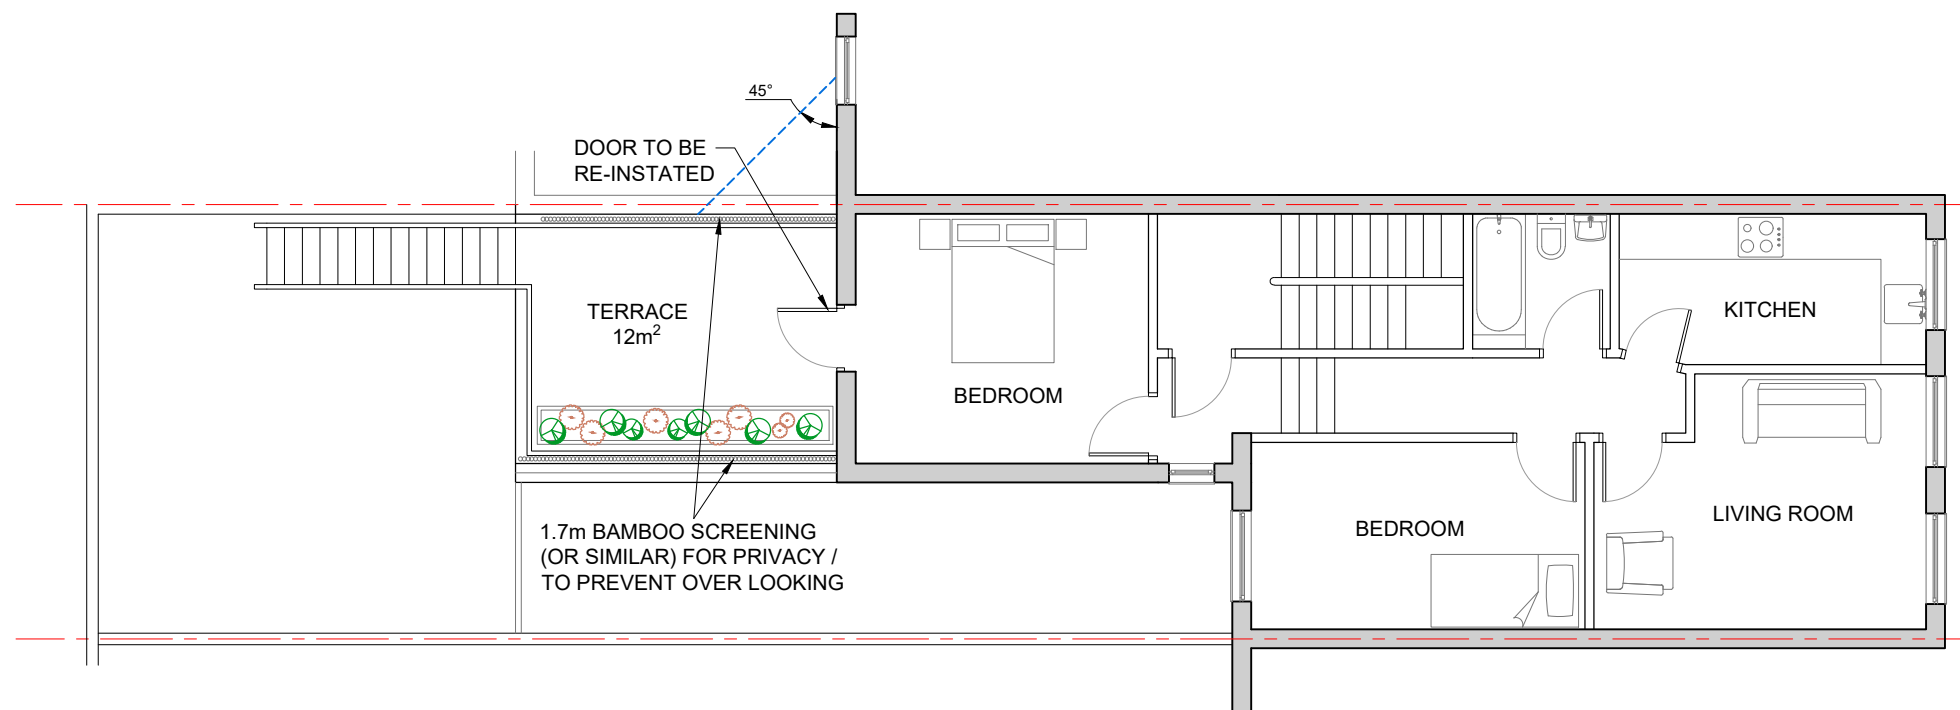 45°
DOOR TO BE
RE-INSTATED
TERRACE
12m²
KITCHEN
BEDROOM
LIVING ROOM
BEDROOM
1.7m BAMBOO SCREENING
(OR SIMILAR) FOR PRIVACY /
TO PREVENT OVER LOOKING